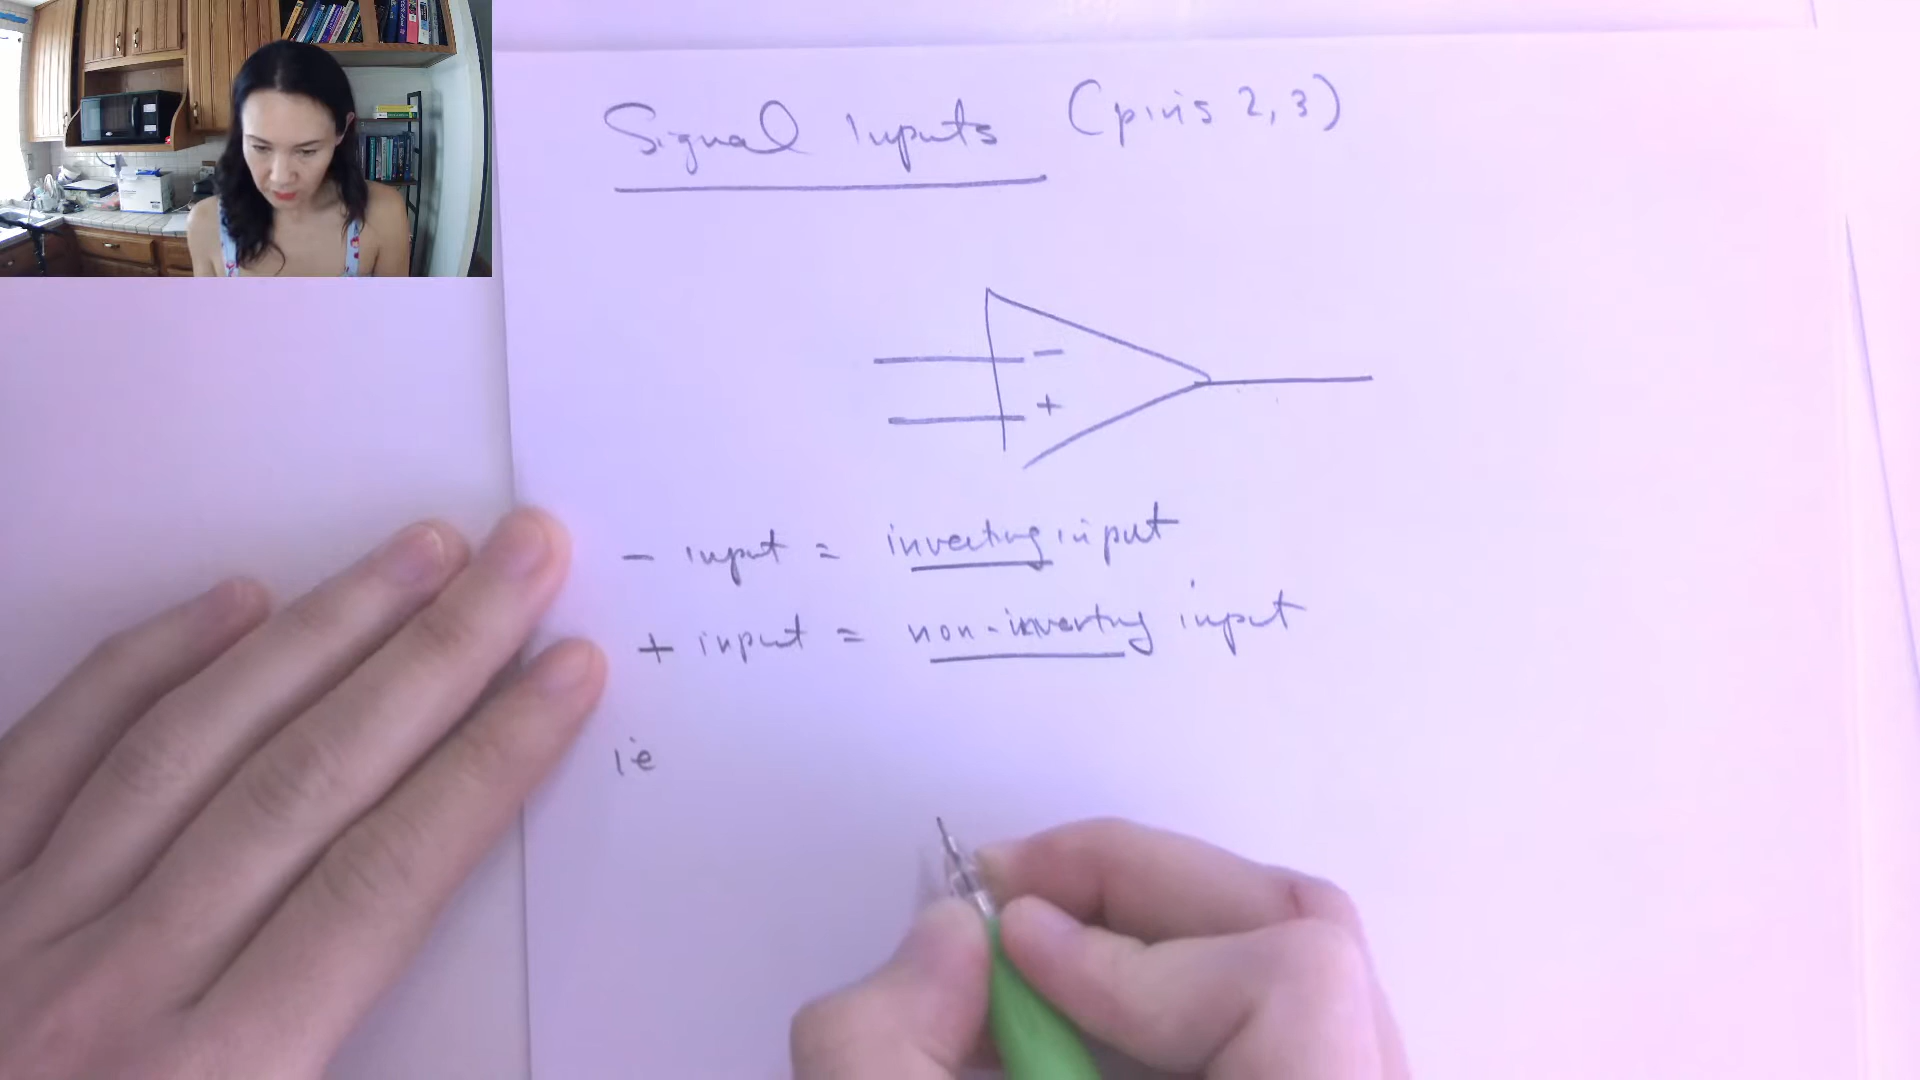 Signal Inputs (pins 2, 3)
-
+
- input = inverting input
+ input = non-inverting input
ie